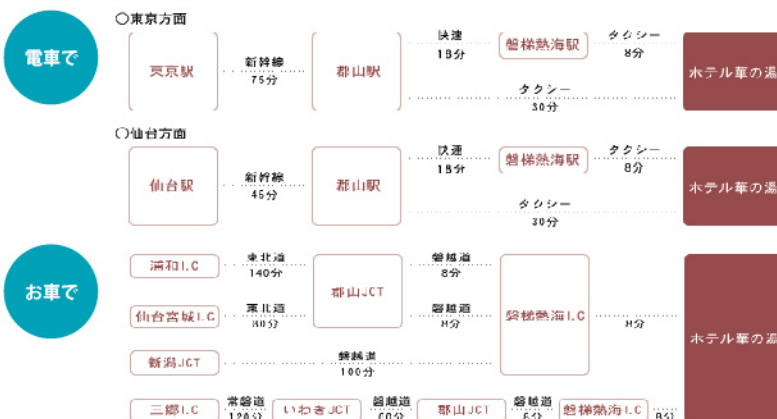 ○東京方面
電車で
東京駅
新幹線
75分
郡山駅
快速
18分
磐梯熱海駅
タクシー
8分
タクシー
30分
ホテル華の湯
○仙台方面
仙台駅
新幹線
45分
郡山駅
快速
18分
磐梯熱海駅
タクシー
8分
タクシー
30分
ホテル華の湯
お車で
浦和I.C
東北道
140分
郡山JCT
磐越道
8分
磐梯熱海I.C
仙台宮城I.C
東北道
80分
磐越道
8分
8分
ホテル華の湯
新潟JCT
磐越道
100分
三郷I.C
常磐道
120分
いわきJCT
磐越道
郡山JCT
磐越道
磐梯熱海I.C
8分